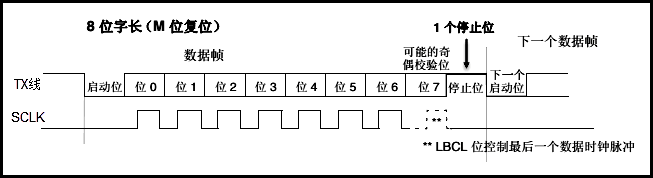 8 位字长（M 位复位）
1 个停止位
数据帧
可能的奇
偶校验位
下一个数据帧
TX线
启动位
位 0
位 1
位 2
位 3
位 4
位 5
位 6
位 7
停止位
下一个
启动位
SCLK
**
** LBCL 位控制最后一个数据时钟脉冲